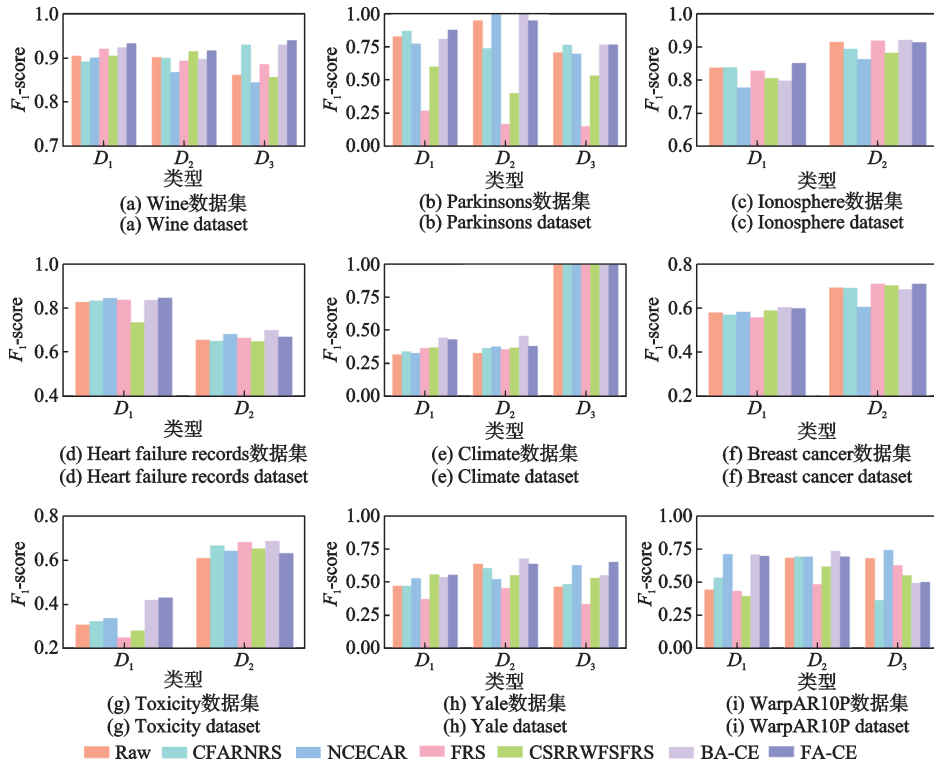 1.0
0.9
0.8
0.7
F1-score
D1 D2 D3
类型
(a) Wine数据集
(a) Wine dataset
1.00
0.75
0.50
0.25
0.00
F1-score
D1 D2 D3
类型
(b) Parkinsons数据集
(b) Parkinsons dataset
1.0
0.9
0.8
0.7
0.6
F1-score
D1 D2
类型
(c) Ionosphere数据集
(c) Ionosphere dataset
1.0
0.8
0.6
0.4
F1-score
D1 D2
类型
(d) Heart failure records数据集
(d) Heart failure records dataset
1.00
0.75
0.50
0.25
0.00
F1-score
D1 D2 D3
类型
(e) Climate数据集
(e) Climate dataset
0.8
0.6
0.4
0.2
F1-score
D1 D2
类型
(f) Breast cancer数据集
(f) Breast cancer dataset
0.8
0.6
0.4
0.2
F1-score
D1 D2
类型
(g) Toxicity数据集
(g) Toxicity dataset
1.00
0.75
0.50
0.25
0.00
F1-score
D1 D2 D3
类型
(h) Yale数据集
(h) Yale dataset
1.00
0.75
0.50
0.25
0.00
F1-score
D1 D2 D3
类型
(i) WarpAR10P数据集
(i) WarpAR10P dataset
Raw CFARNRS NCECAR FRS CSRRWFSFRS BA-CE FA-CE